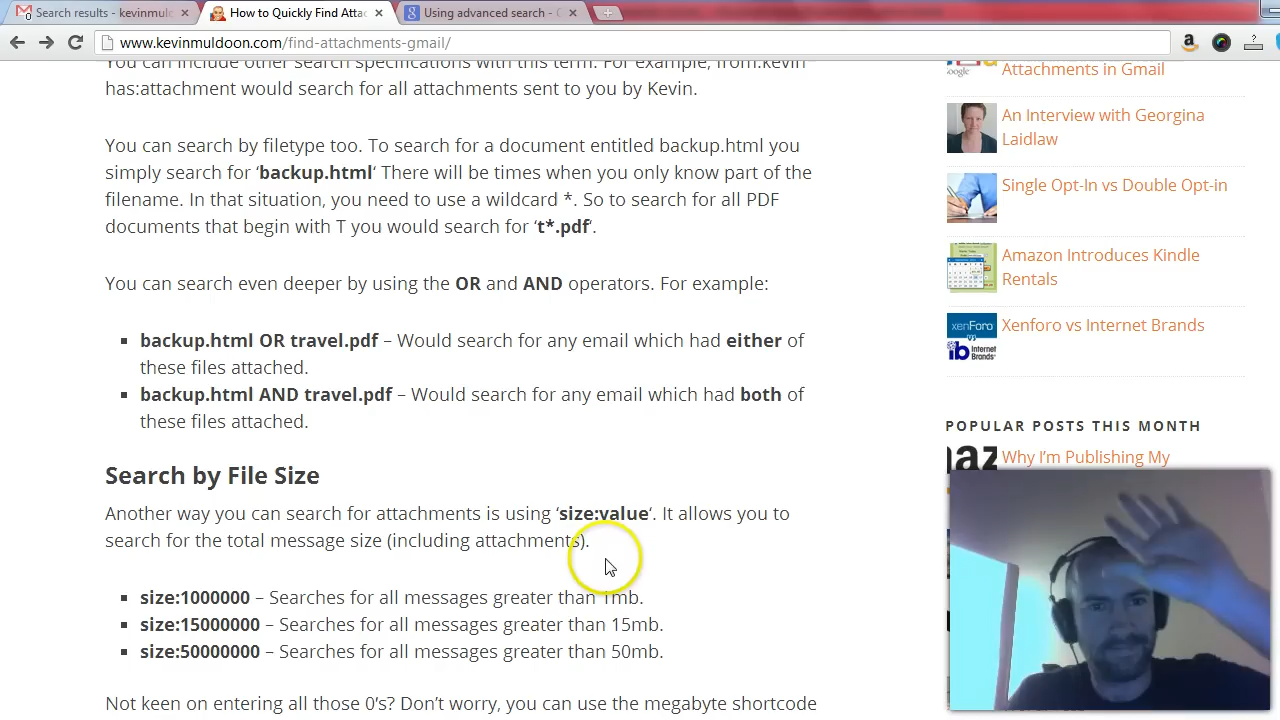 Search results - kevinmuld
How to Quickly Find Atta
Using advanced search - G
www.kevinmuldoon.com/find-attachments-gmail/
You can include other search specifications with this term. For example, from:kevin
has:attachment would search for all attachments sent to you by Kevin.
You can search by filetype too. To search for a document entitled backup.html you
simply search for ‘backup.html‘ There will be times when you only know part of the
filename. In that situation, you need to use a wildcard *. So to search for all PDF
documents that begin with T you would search for ‘t*.pdf‘.
You can search even deeper by using the OR and AND operators. For example:
▪ backup.html OR travel.pdf – Would search for any email which had either of
these files attached.
▪ backup.html AND travel.pdf – Would search for any email which had both of
these files attached.
Search by File Size
Another way you can search for attachments is using ‘size:value‘. It allows you to
search for the total message size (including attachments).
▪ size:1000000 – Searches for all messages greater than 1mb.
▪ size:15000000 – Searches for all messages greater than 15mb.
▪ size:50000000 – Searches for all messages greater than 50mb.
Not keen on entering all those 0’s? Don’t worry, you can use the megabyte shortcode
Google
Attachments in Gmail
An Interview with Georgina
Laidlaw
Single Opt-In vs Double Opt-in
Amazon Introduces Kindle
Rentals
xenForo
vs
Internet
Brands
Xenforo vs Internet Brands
POPULAR POSTS THIS MONTH
Why I’m Publishing My